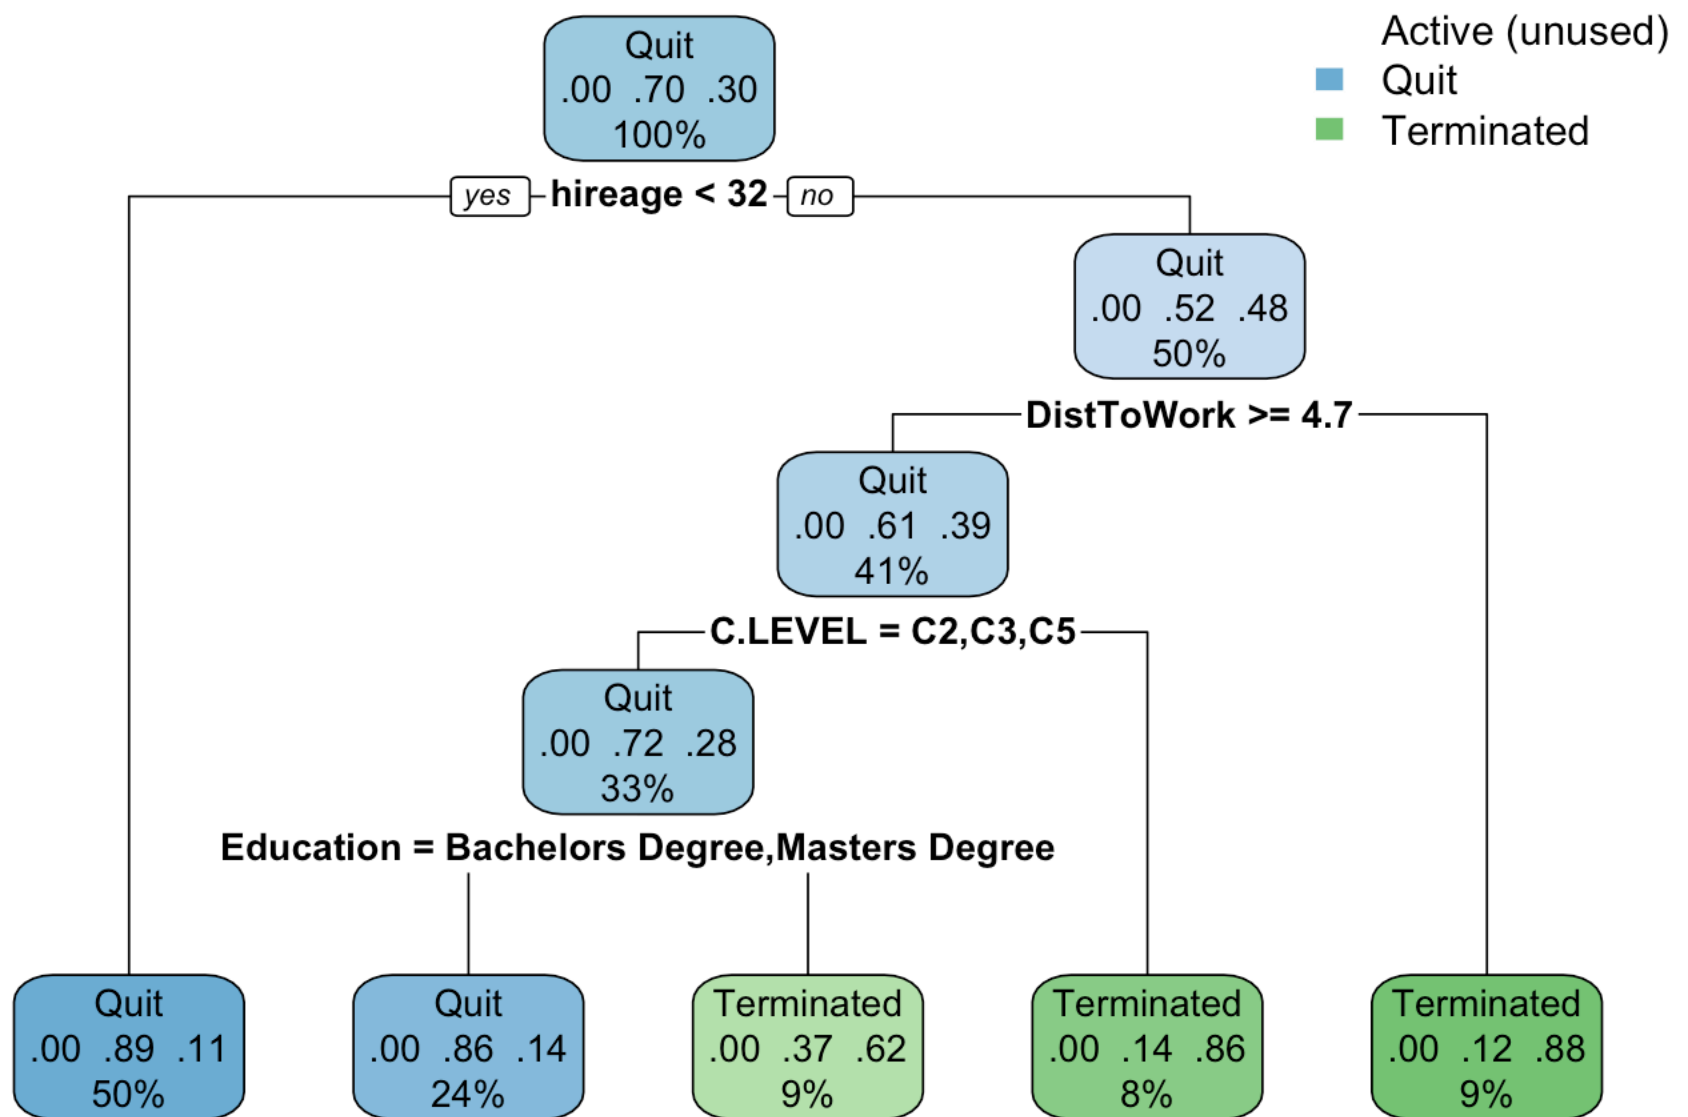 Active (unused)
Quit
Terminated
Quit
.00 .70 .30
100%
yes hireage < 32 no
Quit
.00 .52 .48
50%
DistToWork >= 4.7
Quit
.00 .61 .39
41%
C.LEVEL = C2,C3,C5
Quit
.00 .72 .28
33%
Education = Bachelors Degree,Masters Degree
Quit
.00 .89 .11
50%
Quit
.00 .86 .14
24%
Terminated
.00 .37 .62
9%
Terminated
.00 .14 .86
8%
Terminated
.00 .12 .88
9%